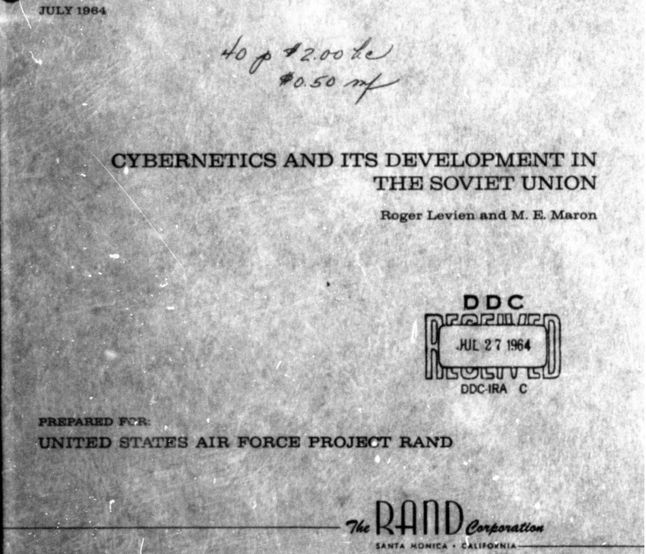 JULY 1964
40 p $2.00 hc
$0.50 mf
CYBERNETICS AND ITS DEVELOPMENT IN
THE SOVIET UNION
Roger Levien and M. E. Maron
DDC
RECEIVED
JUL 27 1964
RECEIVED
DDC-IRA C
PREPARED FOR:
UNITED STATES AIR FORCE PROJECT RAND
The RAND Corporation
SANTA MONICA • CALIFORNIA